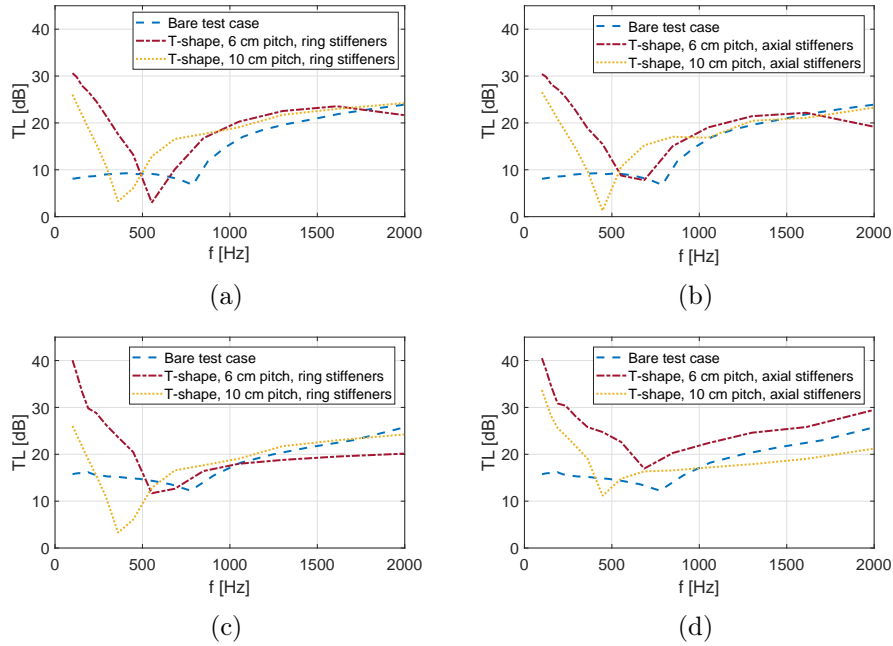 Bare test case
T-shape, 6 cm pitch, ring stiffeners
T-shape, 10 cm pitch, ring stiffeners
TL [dB]
40
30
20
10
0
0 500 1000 1500 2000
f [Hz]
(a)
Bare test case
T-shape, 6 cm pitch, axial stiffeners
T-shape, 10 cm pitch, axial stiffeners
TL [dB]
40
30
20
10
0
0 500 1000 1500 2000
f [Hz]
(b)
Bare test case
T-shape, 6 cm pitch, ring stiffeners
T-shape, 10 cm pitch, ring stiffeners
TL [dB]
40
30
20
10
0
0 500 1000 1500 2000
f [Hz]
(c)
Bare test case
T-shape, 6 cm pitch, axial stiffeners
T-shape, 10 cm pitch, axial stiffeners
TL [dB]
40
30
20
10
0
0 500 1000 1500 2000
f [Hz]
(d)